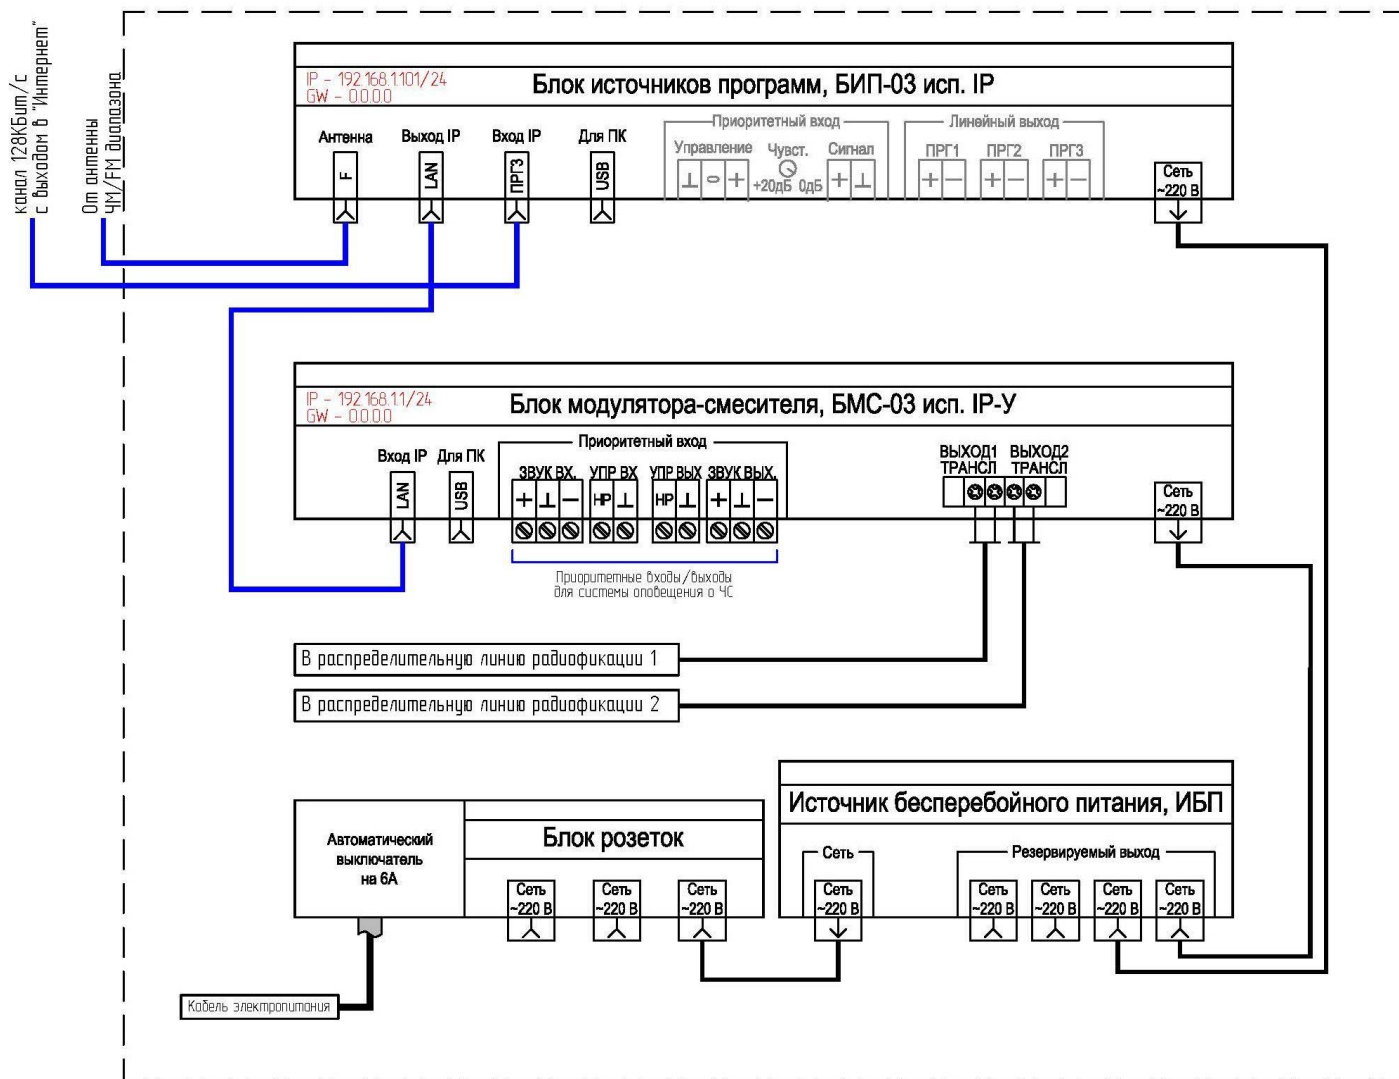 канал 128КБит/с
с выходом в "Интернет"
От антенны
ЧМ/FM диапазона
IP - 192.168.1.101/24
GW - 0.0.0.0
Блок источников программ, БИП-03 исп. IP
Антенна
Выход IP
Вход IP
Для ПК
Приоритетный вход
Линейный выход
Управление
Чувст.
Сигнал
ПРГ1
ПРГ2
ПРГ3
F
LAN
ПРГ3
USB
⊥ 0 +
+20дБ 0дБ
+ ⊥
+ −
+ −
+ −
Сеть
~220 В
IP - 192.168.1.1/24
GW - 0.0.0.0
Блок модулятора-смесителя, БМС-03 исп. IP-У
Вход IP
Для ПК
Приоритетный вход
ЗВУК ВХ.
УПР ВХ
УПР ВЫХ
ЗВУК ВЫХ.
ВЫХОД1
ТРАНСЛ
ВЫХОД2
ТРАНСЛ
LAN
USB
+ ⊥ −
НР ⊥
НР ⊥
+ ⊥ −
Сеть
~220 В
Приоритетные входы/выходы
для системы оповещения о ЧС
В распределительную линию радиофикации 1
В распределительную линию радиофикации 2
Автоматический
выключатель
на 6А
Блок розеток
Сеть
~220 В
Сеть
~220 В
Сеть
~220 В
Источник бесперебойного питания, ИБП
Сеть
Резервируемый выход
Сеть
~220 В
Сеть
~220 В
Сеть
~220 В
Сеть
~220 В
Сеть
~220 В
Кабель электропитания